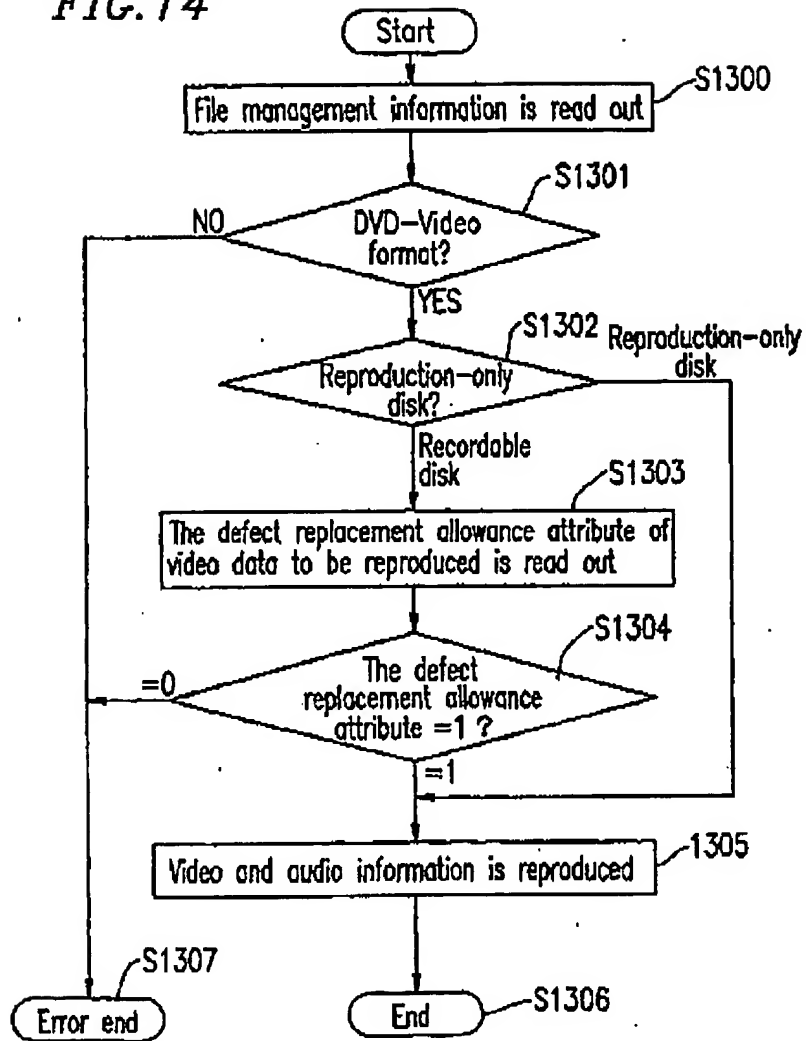 FIG. 14
Start
S1300
File management information is read out
S1301
NO
DVD-Video
format?
YES
S1302
Reproduction-only
disk
Reproduction-only
disk?
Recordable
disk
S1303
The defect replacement allowance attribute of
video data to be reproduced is read out
S1304
=0
The defect
replacement allowance
attribute =1 ?
=1
1305
Video and audio information is reproduced
S1307
Error end
End
S1306